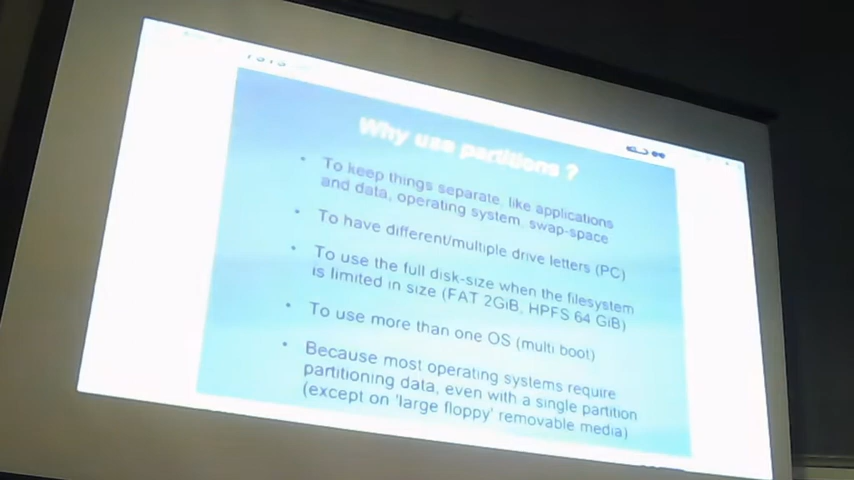 Why use partitions ?
• To keep things separate, like applications
and data, operating system, swap-space
• To have different/multiple drive letters (PC)
• To use the full disk-size when the filesystem
is limited in size (FAT 2GiB, HPFS 64 GiB)
• To use more than one OS (multi boot)
• Because most operating systems require
partitioning data, even with a single partition
(except on 'large floppy' removable media)